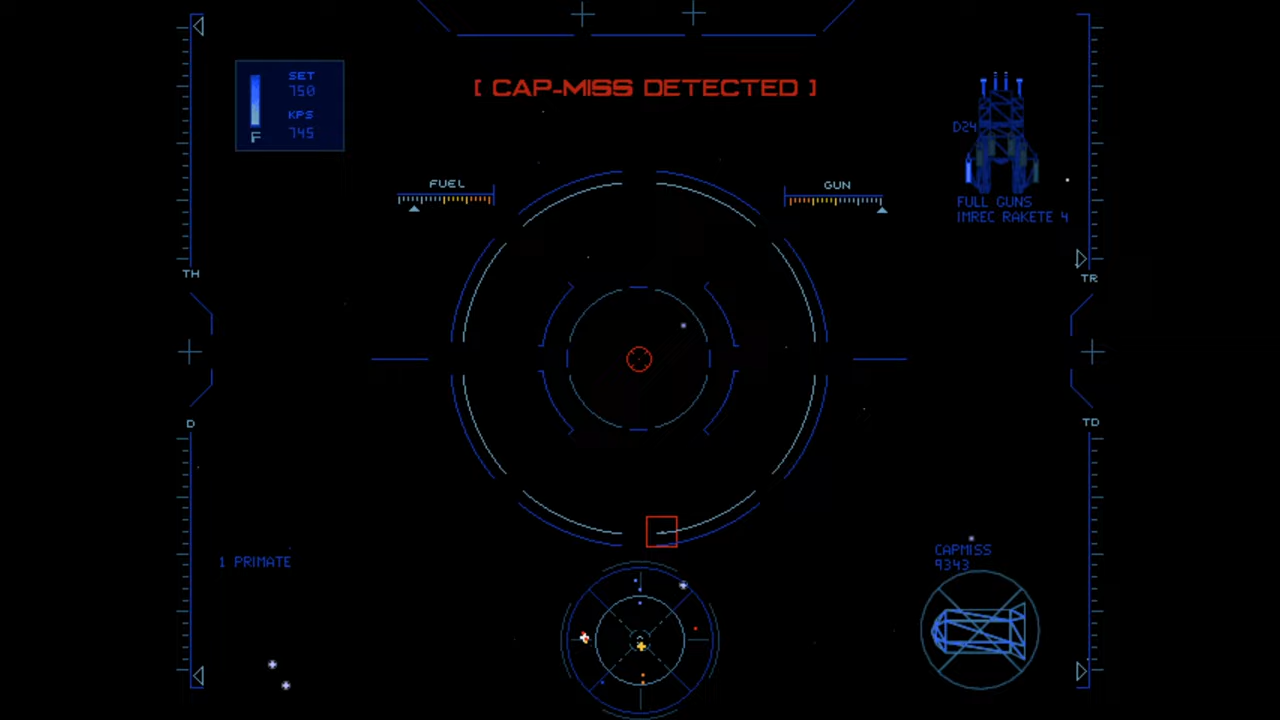 [ CAP-MISS DETECTED ]
SET
750
KPS
745
F
D24
FUEL
GUN
FULL GUNS
IMREC RAKETE 4
TH
TR
D
TD
1 PRIMATE
CAPMISS
9343